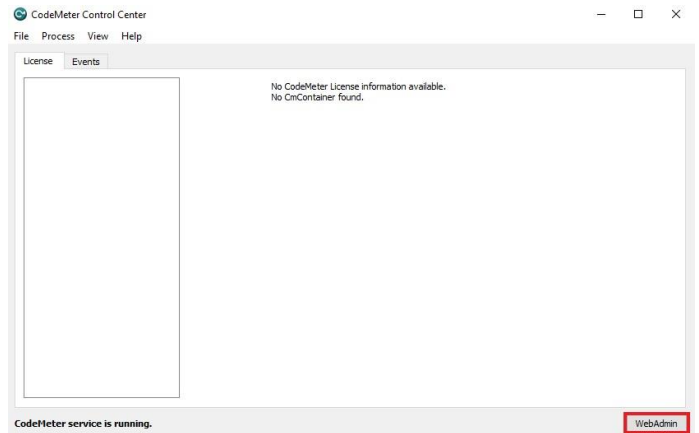 CodeMeter Control Center
File Process View Help
License Events
No CodeMeter License information available.
No CmContainer found.
CodeMeter service is running.
WebAdmin